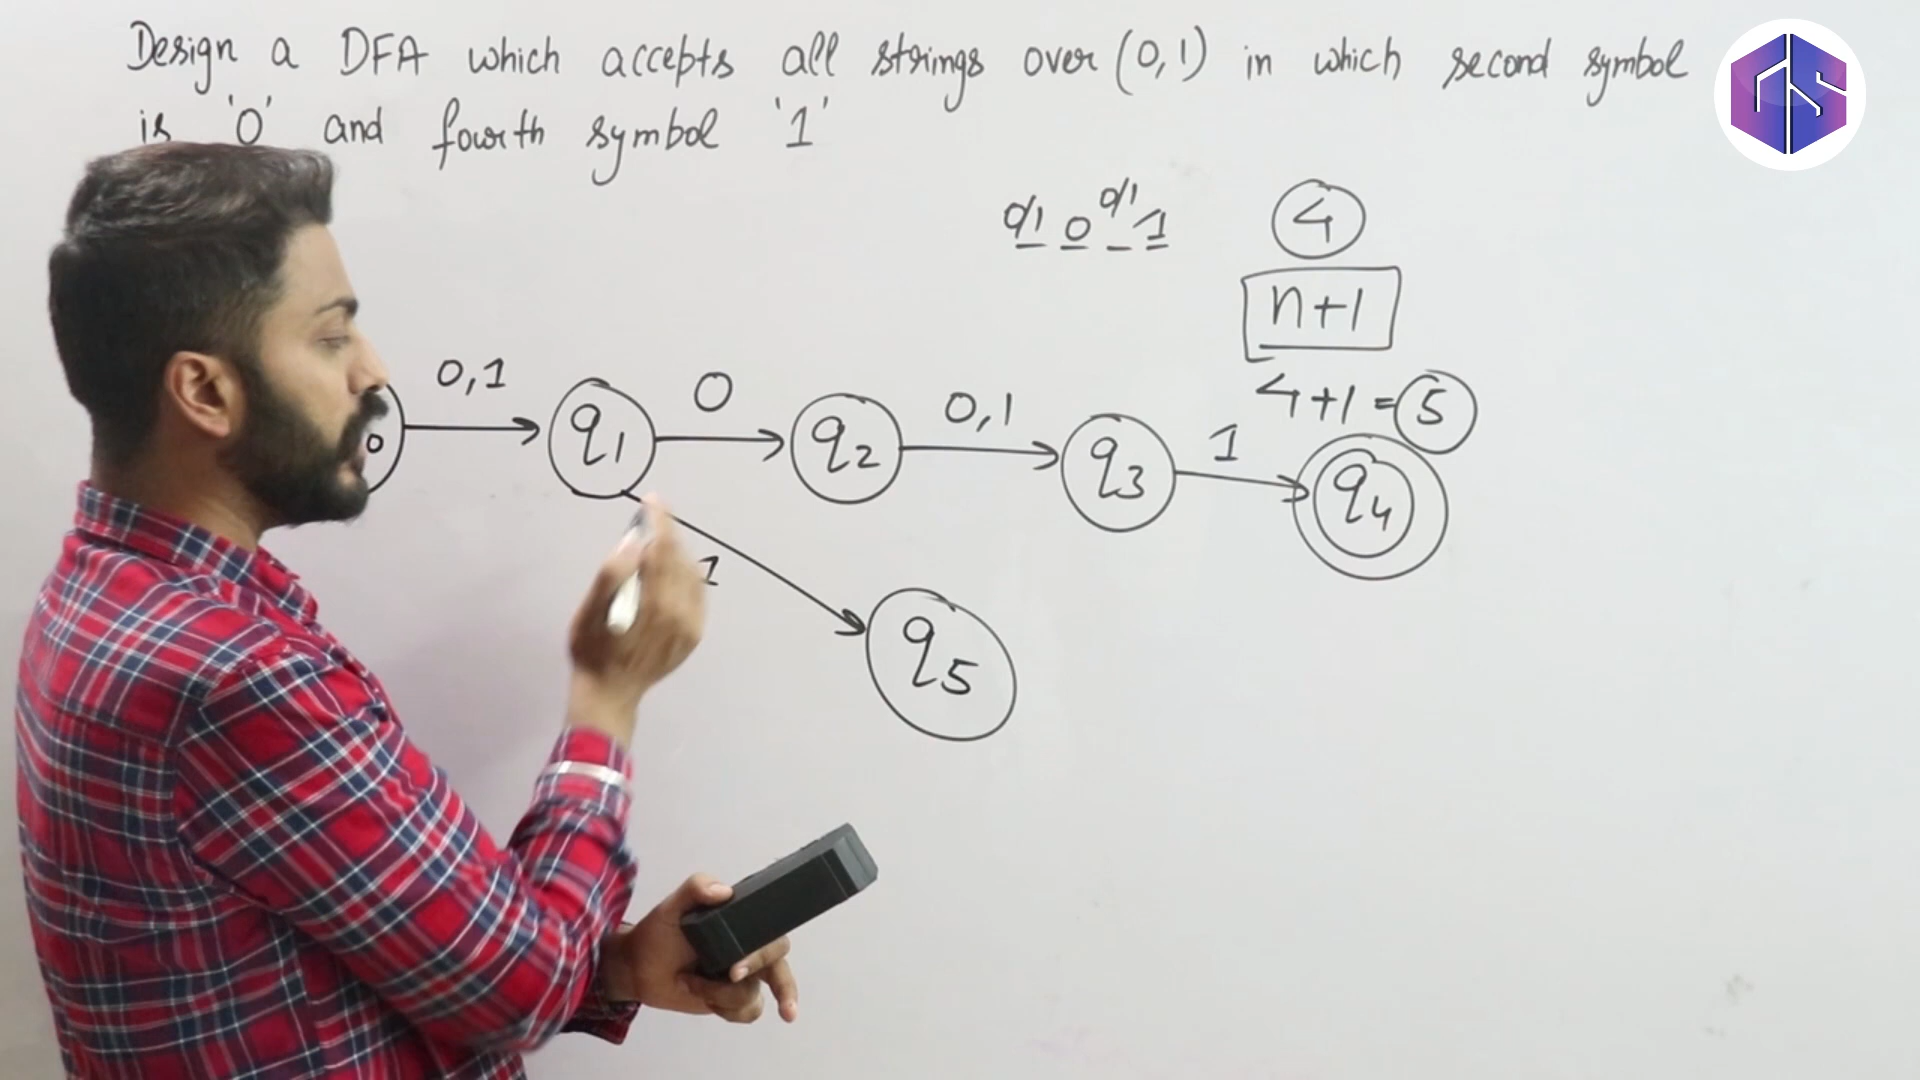 Design a DFA which accepts all strings over (0,1) in which second symbol
is '0' and fourth symbol '1'
0/1 0 0/1 1
4
n+1
4+1=5
0,1 0 0,1 1
0 q1 q2 q3 q4
1
q5